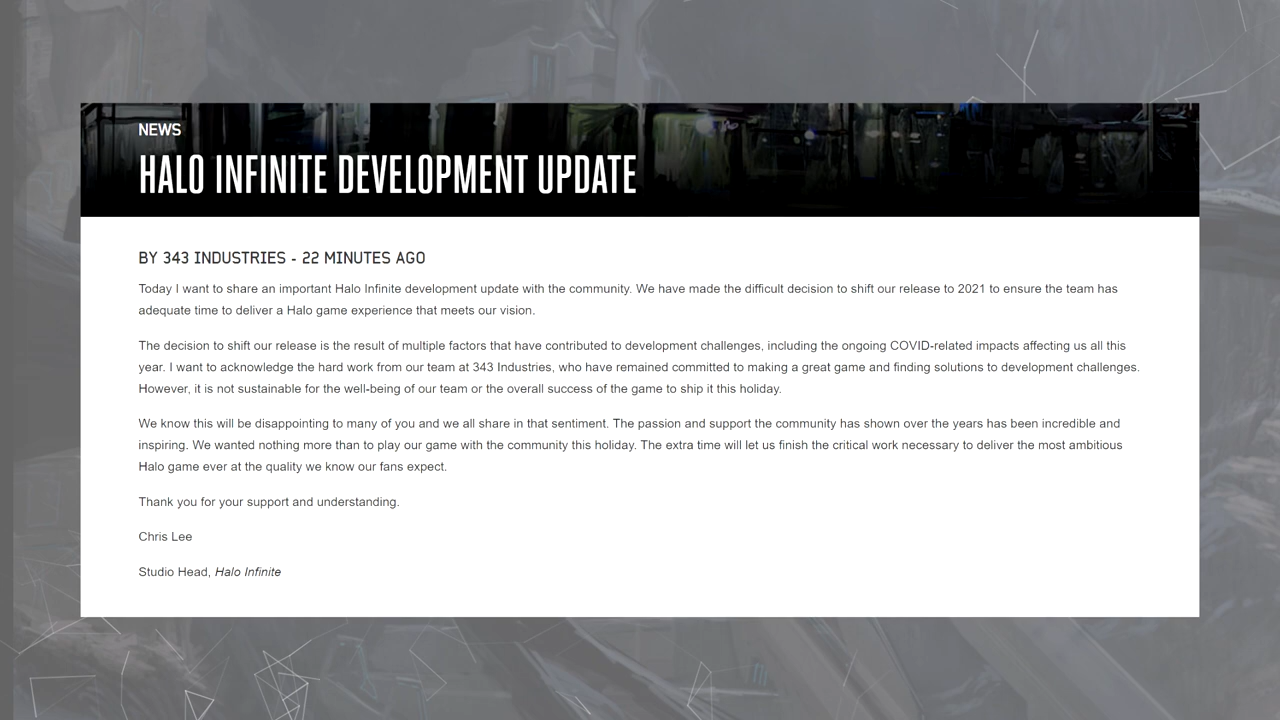 NEWS
HALO INFINITE DEVELOPMENT UPDATE
BY 343 INDUSTRIES - 22 MINUTES AGO
Today I want to share an important Halo Infinite development update with the community. We have made the difficult decision to shift our release to 2021 to ensure the team has
adequate time to deliver a Halo game experience that meets our vision.
The decision to shift our release is the result of multiple factors that have contributed to development challenges, including the ongoing COVID-related impacts affecting us all this
year. I want to acknowledge the hard work from our team at 343 Industries, who have remained committed to making a great game and finding solutions to development challenges.
However, it is not sustainable for the well-being of our team or the overall success of the game to ship it this holiday.
We know this will be disappointing to many of you and we all share in that sentiment. The passion and support the community has shown over the years has been incredible and
inspiring. We wanted nothing more than to play our game with the community this holiday. The extra time will let us finish the critical work necessary to deliver the most ambitious
Halo game ever at the quality we know our fans expect.
Thank you for your support and understanding.
Chris Lee
Studio Head, Halo Infinite